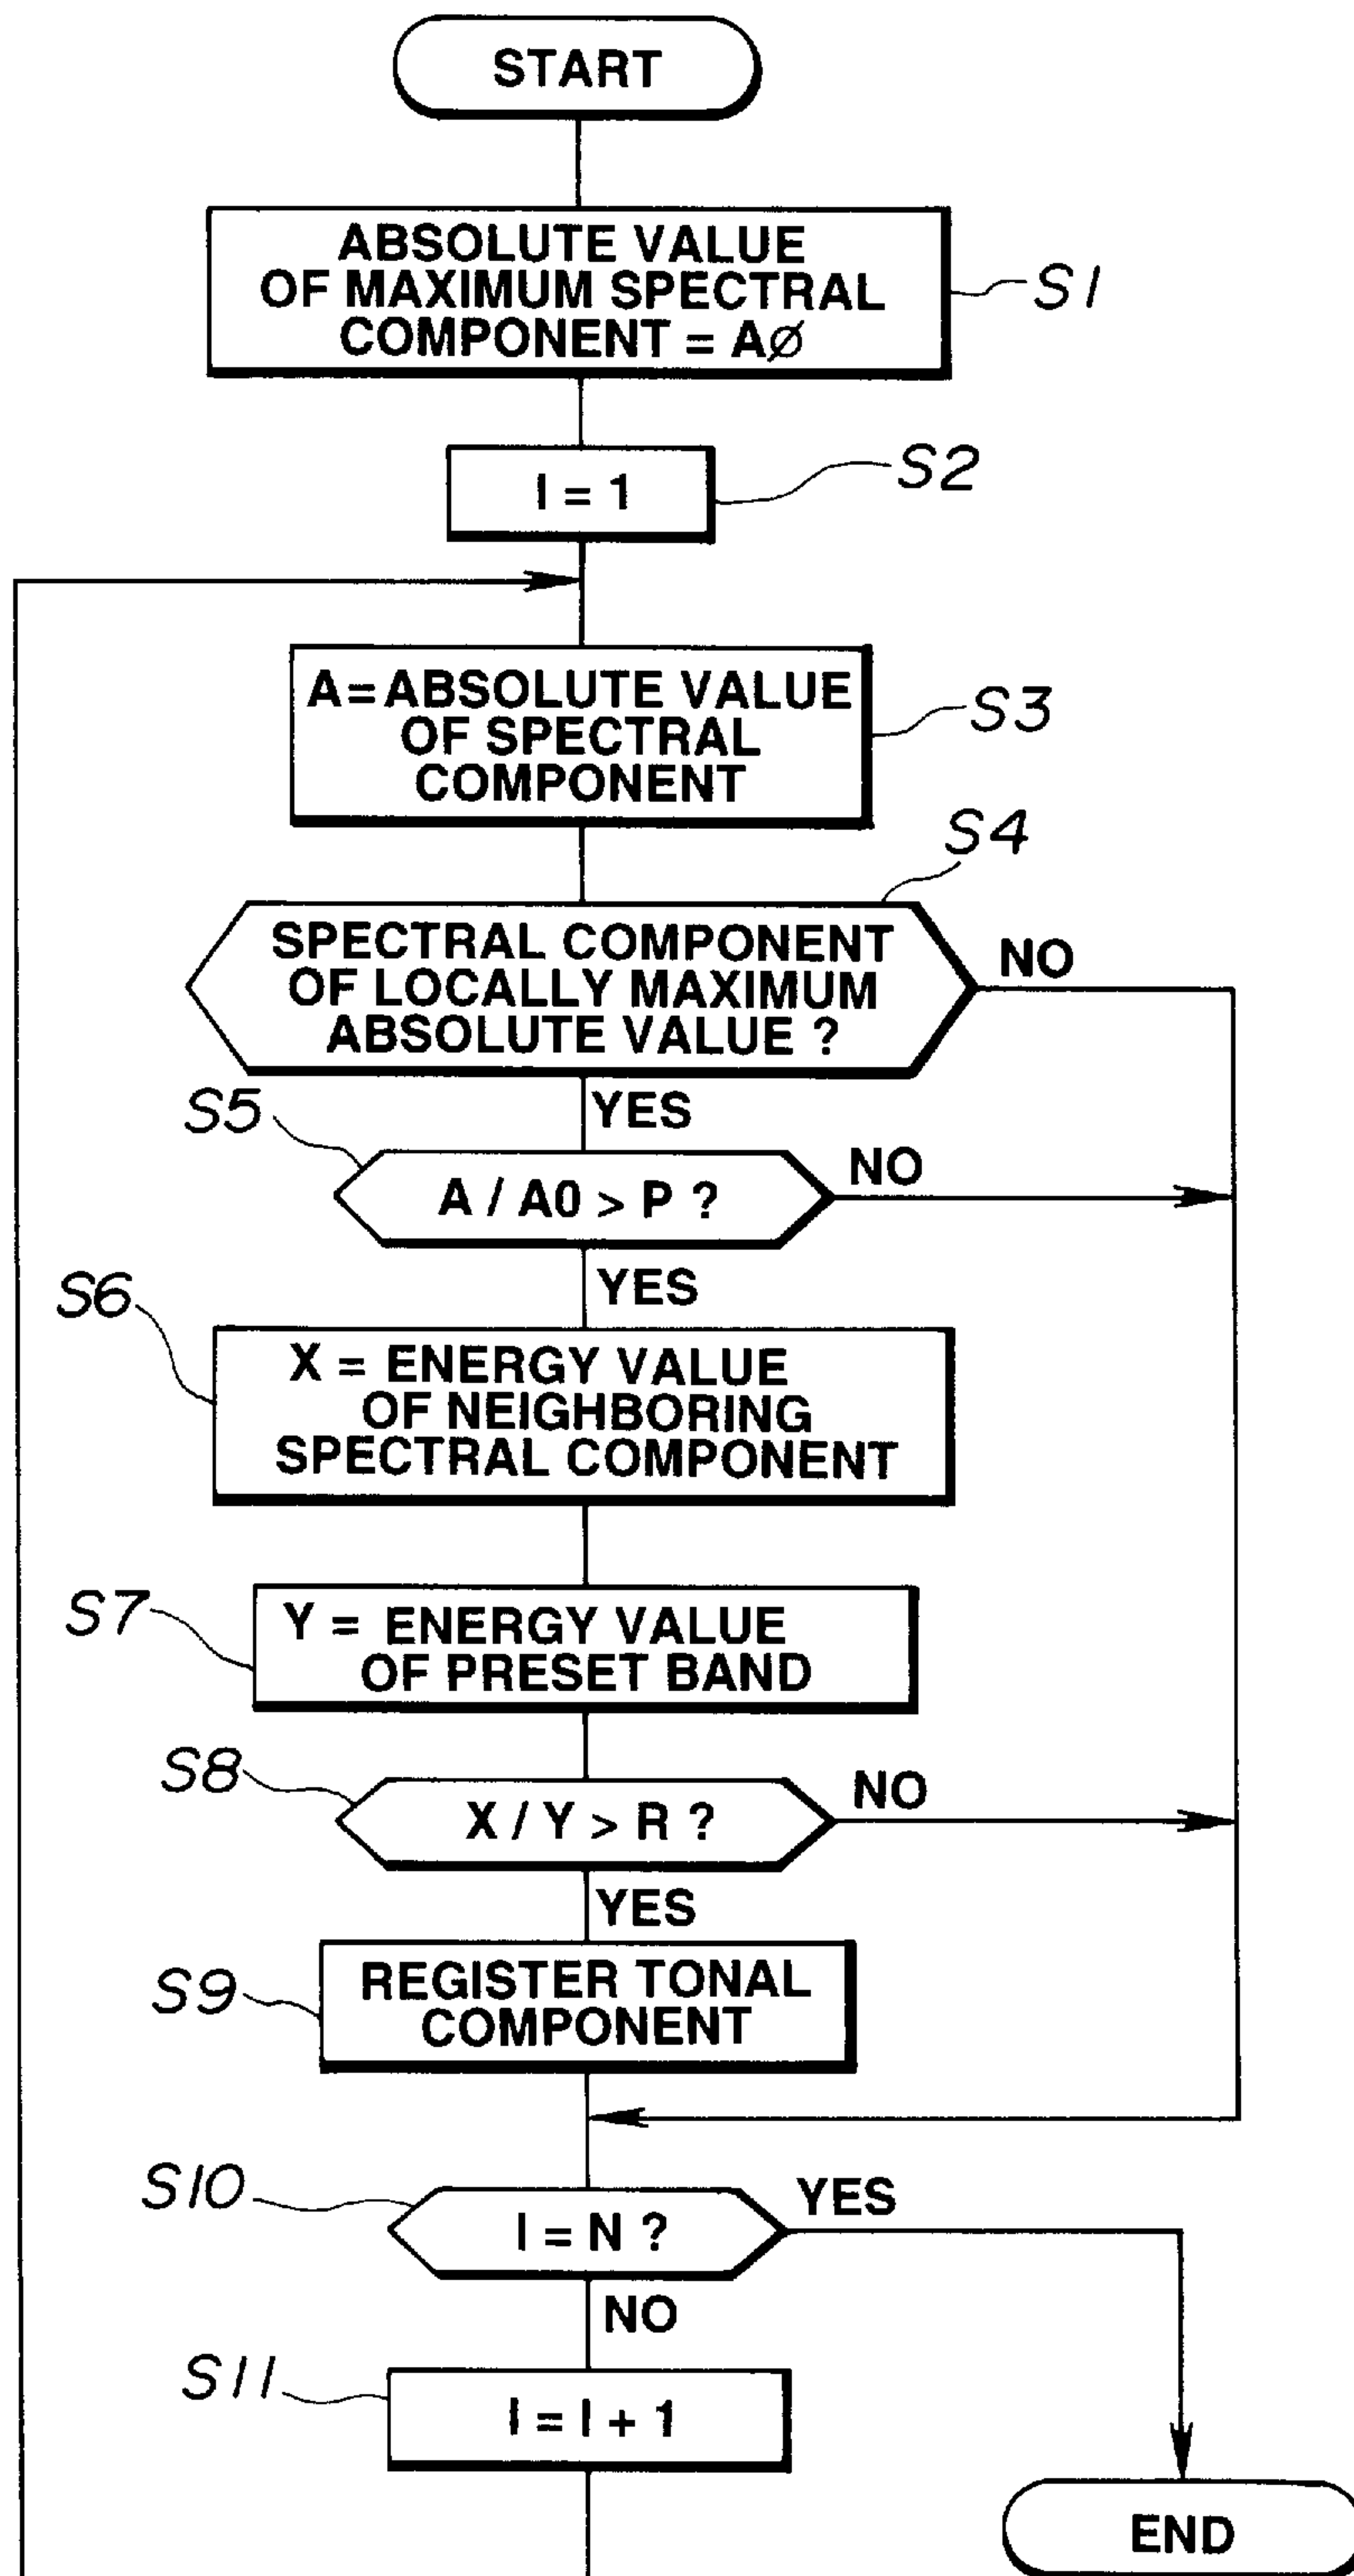 START
ABSOLUTE VALUE
OF MAXIMUM SPECTRAL
COMPONENT = AØ
S1
I = 1
S2
A = ABSOLUTE VALUE
OF SPECTRAL
COMPONENT
S3
S4
SPECTRAL COMPONENT
OF LOCALLY MAXIMUM
ABSOLUTE VALUE ?
NO
YES
S5
A / A0 > P ?
NO
YES
S6
X = ENERGY VALUE
OF NEIGHBORING
SPECTRAL COMPONENT
S7
Y = ENERGY VALUE
OF PRESET BAND
S8
X / Y > R ?
NO
YES
S9
REGISTER TONAL
COMPONENT
S10
I = N ?
YES
NO
S11
I = I + 1
END